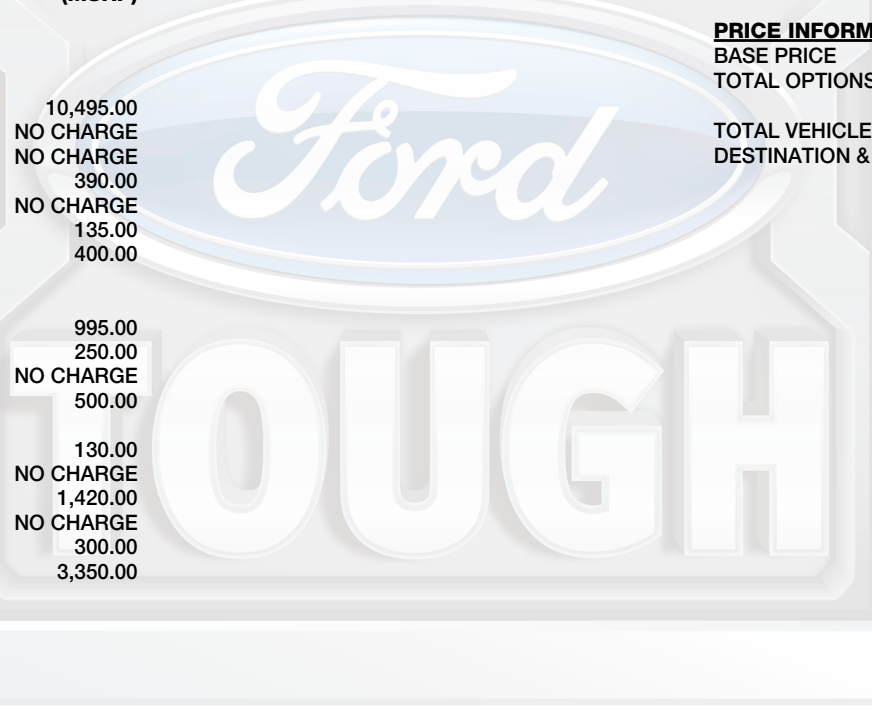 10,495.00
NO CHARGE
NO CHARGE
390.00
NO CHARGE
135.00
400.00
995.00
250.00
NO CHARGE
500.00
130.00
NO CHARGE
1,420.00
NO CHARGE
300.00
3,350.00
PRICE INFORM
BASE PRICE
TOTAL OPTIONS
TOTAL VEHICLE
DESTINATION &
Ford
TOUGH